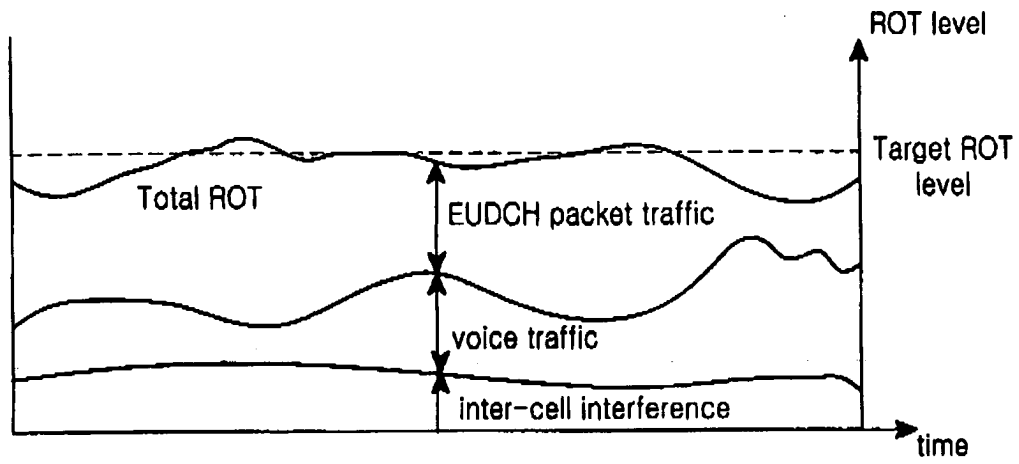 ROT level
Target ROT
level
Total ROT
EUDCH packet traffic
voice traffic
inter-cell interference
time